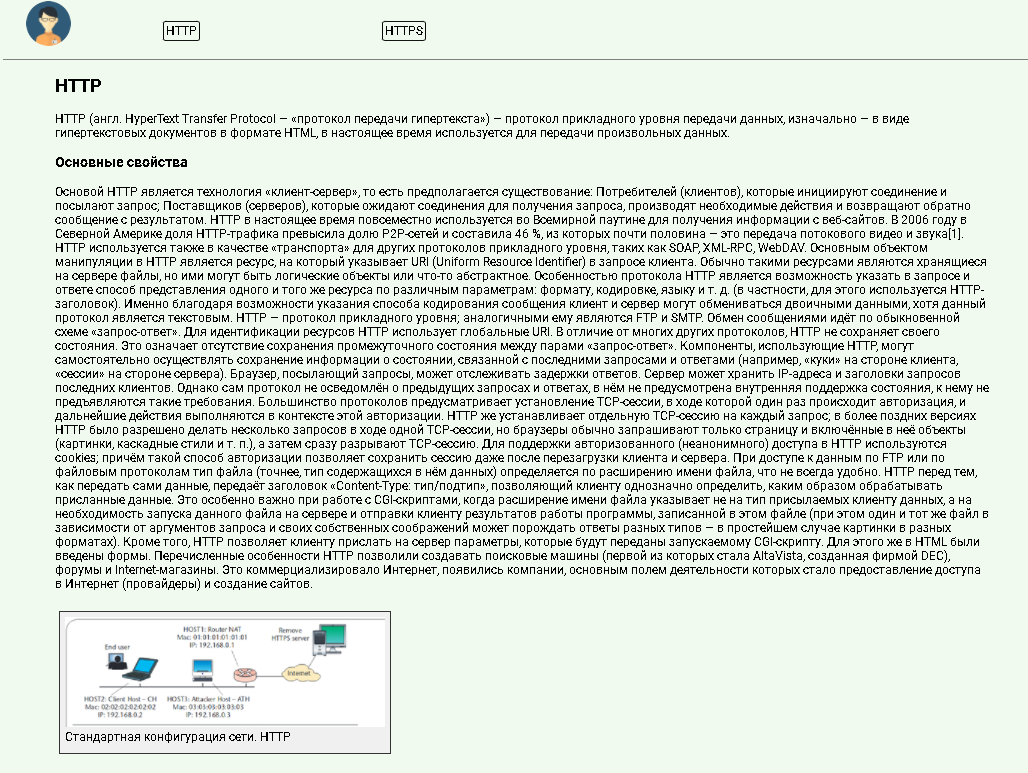 HTTP
HTTPS
HTTP
HTTP (англ. HyperText Transfer Protocol — «протокол передачи гипертекста») — протокол прикладного уровня передачи данных, изначально — в виде
гипертекстовых документов в формате HTML, в настоящее время используется для передачи произвольных данных.
Основные свойства
Основой HTTP является технология «клиент-сервер», то есть предполагается существование: Потребителей (клиентов), которые инициируют соединение и
посылают запрос; Поставщиков (серверов), которые ожидают соединения для получения запроса, производят необходимые действия и возвращают обратно
сообщение с результатом. HTTP в настоящее время повсеместно используется во Всемирной паутине для получения информации с веб-сайтов. В 2006 году в
Северной Америке доля HTTP-трафика превысила долю P2P-сетей и составила 46 %, из которых почти половина — это передача потокового видео и звука[1].
HTTP используется также в качестве «транспорта» для других протоколов прикладного уровня, таких как SOAP, XML-RPC, WebDAV. Основным объектом
манипуляции в HTTP является ресурс, на который указывает URI (Uniform Resource Identifier) в запросе клиента. Обычно такими ресурсами являются хранящиеся
на сервере файлы, но ими могут быть логические объекты или что-то абстрактное. Особенностью протокола HTTP является возможность указать в запросе и
ответе способ представления одного и того же ресурса по различным параметрам: формату, кодировке, языку и т. д. (в частности, для этого используется HTTP-
заголовок). Именно благодаря возможности указания способа кодирования сообщения клиент и сервер могут обмениваться двоичными данными, хотя данный
протокол является текстовым. HTTP — протокол прикладного уровня; аналогичными ему являются FTP и SMTP. Обмен сообщениями идёт по обыкновенной
схеме «запрос-ответ». Для идентификации ресурсов HTTP использует глобальные URI. В отличие от многих других протоколов, HTTP не сохраняет своего
состояния. Это означает отсутствие сохранения промежуточного состояния между парами «запрос-ответ». Компоненты, использующие HTTP, могут
самостоятельно осуществлять сохранение информации о состоянии, связанной с последними запросами и ответами (например, «куки» на стороне клиента,
«сессии» на стороне сервера). Браузер, посылающий запросы, может отслеживать задержки ответов. Сервер может хранить IP-адреса и заголовки запросов
последних клиентов. Однако сам протокол не осведомлён о предыдущих запросах и ответах, в нём не предусмотрена внутренняя поддержка состояния, к нему не
предъявляются такие требования. Большинство протоколов предусматривает установление TCP-сессии, в ходе которой один раз происходит авторизация, и
дальнейшие действия выполняются в контексте этой авторизации. HTTP же устанавливает отдельную TCP-сессию на каждый запрос; в более поздних версиях
HTTP было разрешено делать несколько запросов в ходе одной TCP-сессии, но браузеры обычно запрашивают только страницу и включённые в неё объекты
(картинки, каскадные стили и т. п.), а затем сразу разрывают TCP-сессию. Для поддержки авторизованного (неанонимного) доступа в HTTP используются
cookies; причём такой способ авторизации позволяет сохранить сессию даже после перезагрузки клиента и сервера. При доступе к данным по FTP или по
файловым протоколам тип файла (точнее, тип содержащихся в нём данных) определяется по расширению имени файла, что не всегда удобно. HTTP перед тем,
как передать сами данные, передаёт заголовок «Content-Type: тип/подтип», позволяющий клиенту однозначно определить, каким образом обрабатывать
присланные данные. Это особенно важно при работе с CGI-скриптами, когда расширение имени файла указывает не на тип присылаемых клиенту данных, а на
необходимость запуска данного файла на сервере и отправки клиенту результатов работы программы, записанной в этом файле (при этом один и тот же файл в
зависимости от аргументов запроса и своих собственных соображений может порождать ответы разных типов — в простейшем случае картинки в разных
форматах). Кроме того, HTTP позволяет клиенту прислать на сервер параметры, которые будут переданы запускаемому CGI-скрипту. Для этого же в HTML были
введены формы. Перечисленные особенности HTTP позволили создавать поисковые машины (первой из которых стала AltaVista, созданная фирмой DEC),
форумы и Internet-магазины. Это коммерциализировало Интернет, появились компании, основным полем деятельности которых стало предоставление доступа
в Интернет (провайдеры) и создание сайтов.
HOST1: Router NAT
Mac: 01:01:01:01:01:01
IP: 192.168.0.1
Remove
HTTPS server
End user
Internet
HOST2: Client Host – CH
Mac: 02:02:02:02:02:02
IP: 192.168.0.2
HOST3: Attacker Host – ATH
Mac: 03:03:03:03:03:03
IP: 192.168.0.3
Стандартная конфигурация сети. HTTP